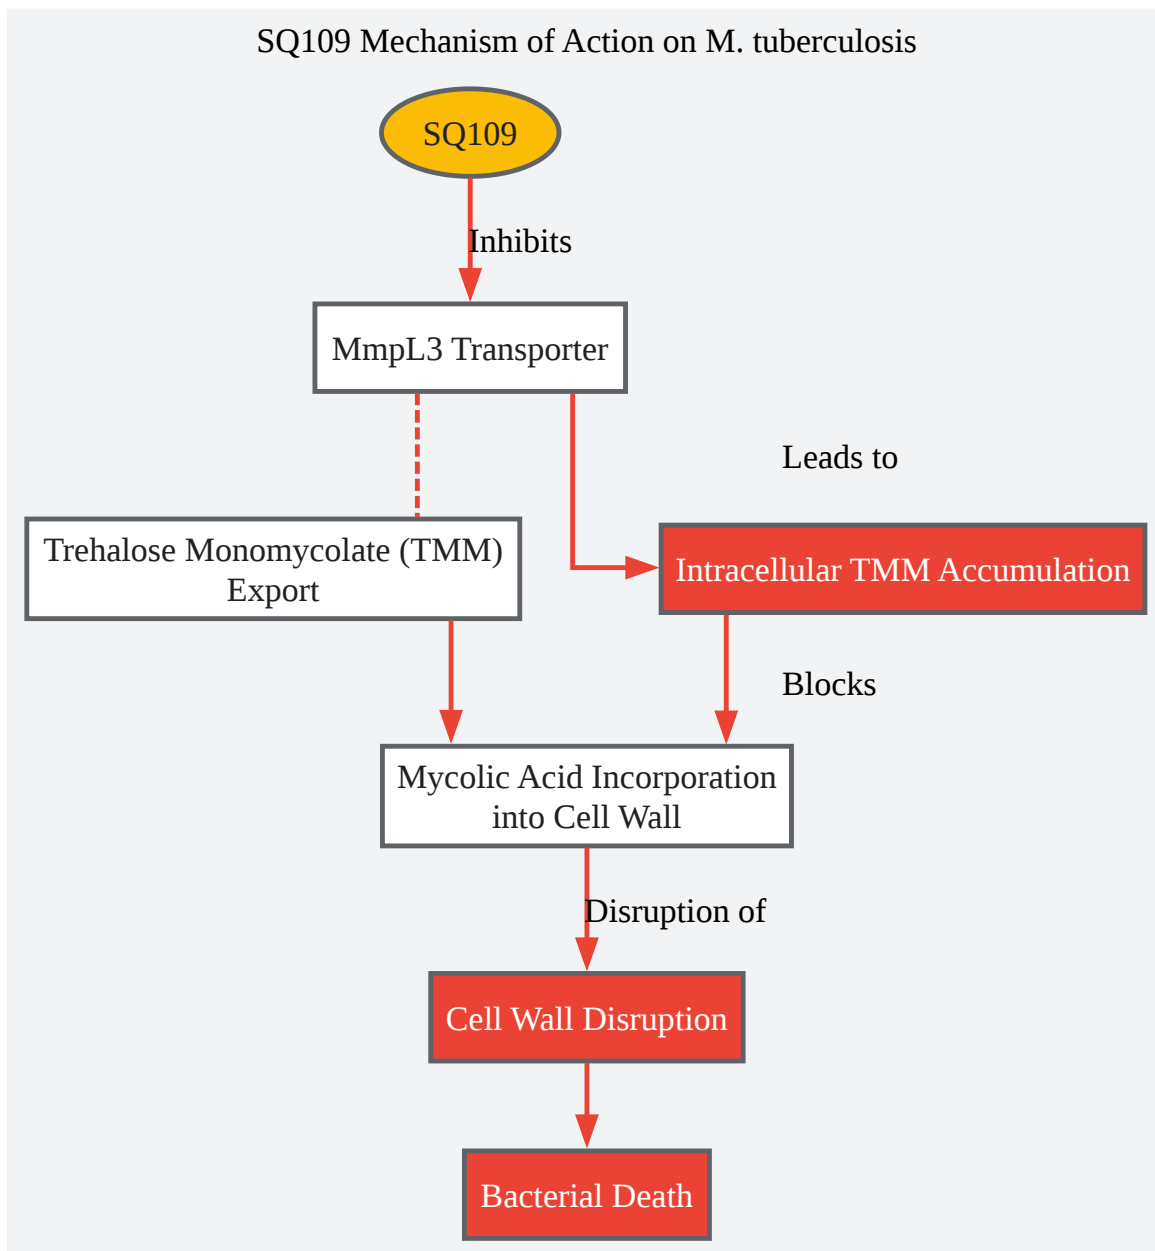 SQ109 Mechanism of Action on M. tuberculosis
SQ109
Inhibits
MmpL3 Transporter
Leads to
Trehalose Monomycolate (TMM)
Export
Intracellular TMM Accumulation
Blocks
Mycolic Acid Incorporation
into Cell Wall
Disruption of
Cell Wall Disruption
Bacterial Death